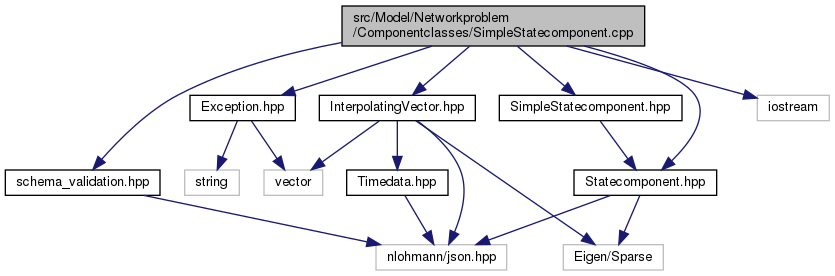 src/Model/Networkproblem
/Componentclasses/SimpleStatecomponent.cpp
Exception.hpp
InterpolatingVector.hpp
SimpleStatecomponent.hpp
iostream
schema_validation.hpp
string
vector
Timedata.hpp
Statecomponent.hpp
nlohmann/json.hpp
Eigen/Sparse